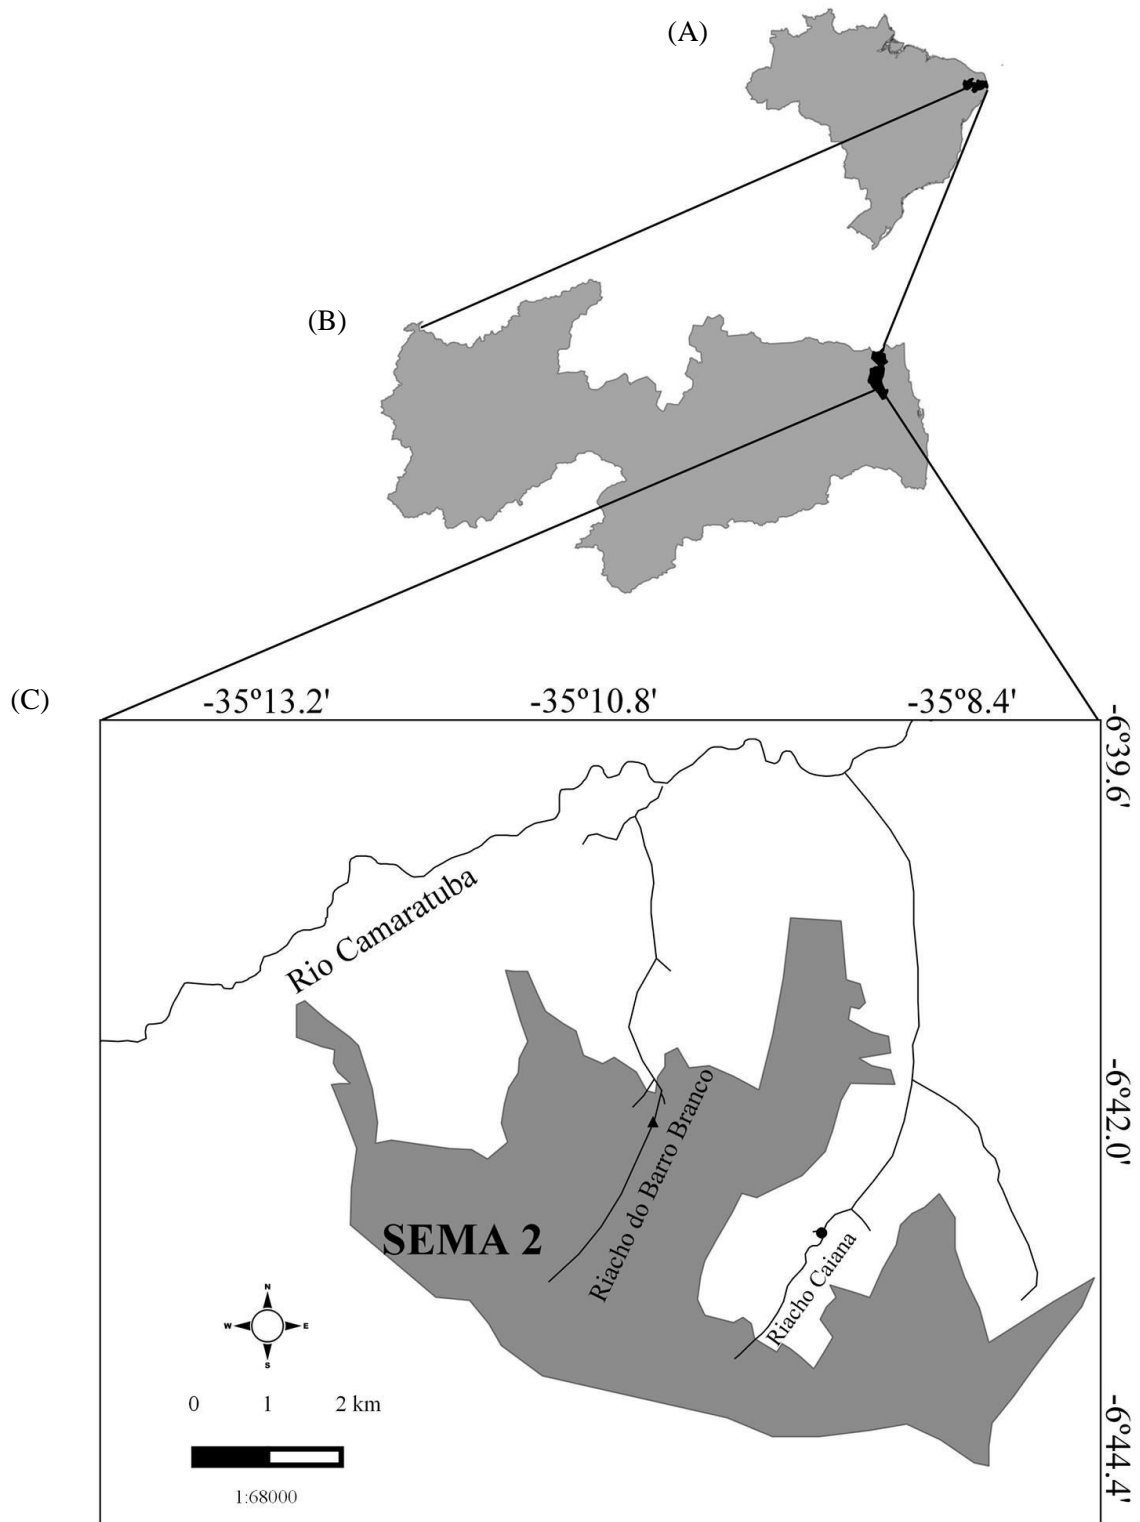 (A)
(B)
(C)
-35º13.2' -35º10.8' -35º8.4'
-6º39.6'
Rio Camaratuba
-6º42.0'
Riacho do Barro Branco
SEMA 2
Riacho Caiana
N
W E
S
0 1 2 km
-6º44.4'
1:68000